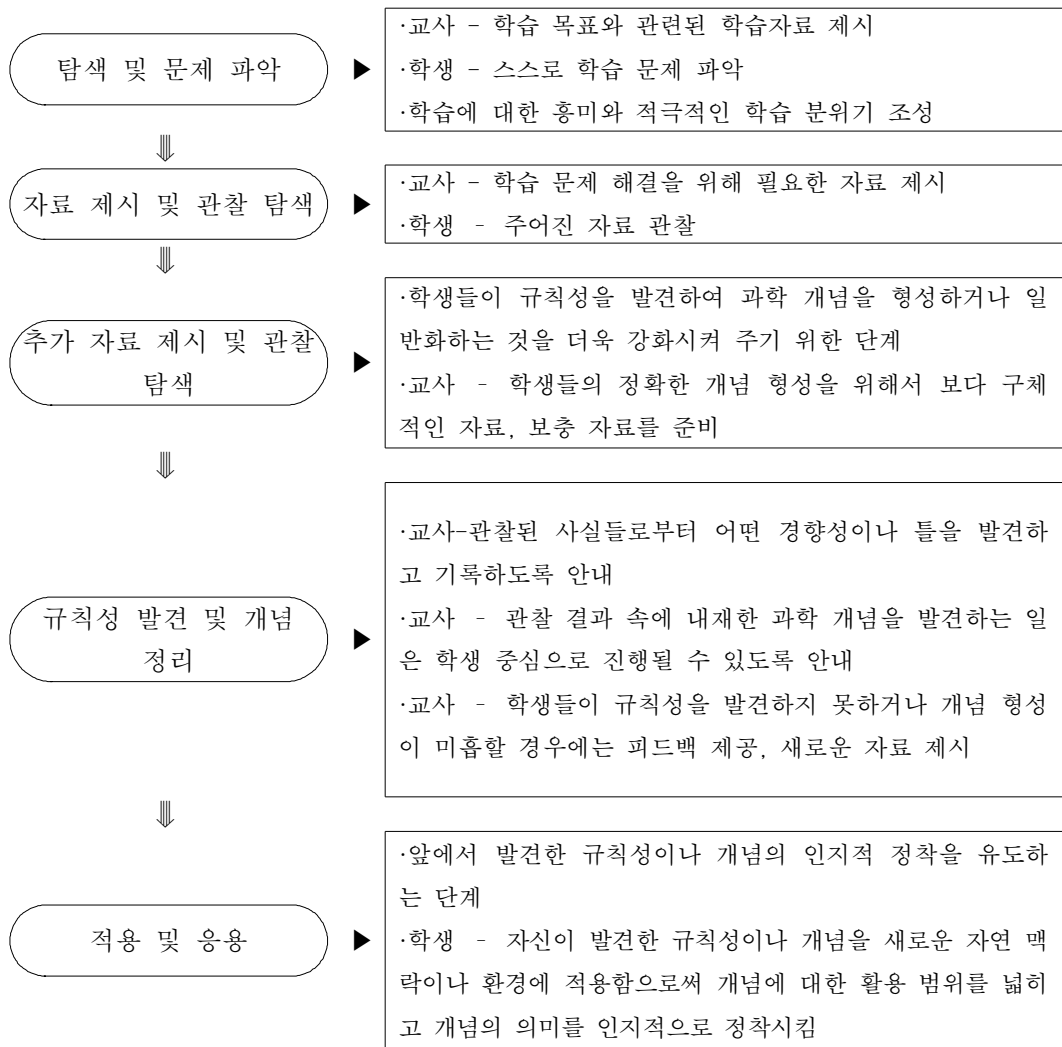 탐색 및 문제 파악
▶
·교사 - 학습 목표와 관련된 학습자료 제시
·학생 - 스스로 학습 문제 파악
·학습에 대한 흥미와 적극적인 학습 분위기 조성
⇓
자료 제시 및 관찰 탐색
▶
·교사 - 학습 문제 해결을 위해 필요한 자료 제시
·학생 - 주어진 자료 관찰
⇓
추가 자료 제시 및 관찰
탐색
▶
·학생들이 규칙성을 발견하여 과학 개념을 형성하거나 일
반화하는 것을 더욱 강화시켜 주기 위한 단계
·교사 - 학생들의 정확한 개념 형성을 위해서 보다 구체
적인 자료, 보충 자료를 준비
⇓
규칙성 발견 및 개념
정리
▶
·교사-관찰된 사실들로부터 어떤 경향성이나 틀을 발견하
고 기록하도록 안내
·교사 - 관찰 결과 속에 내재한 과학 개념을 발견하는 일
은 학생 중심으로 진행될 수 있도록 안내
·교사 - 학생들이 규칙성을 발견하지 못하거나 개념 형성
이 미흡할 경우에는 피드백 제공, 새로운 자료 제시
⇓
적용 및 응용
▶
·앞에서 발견한 규칙성이나 개념의 인지적 정착을 유도하
는 단계
·학생 - 자신이 발견한 규칙성이나 개념을 새로운 자연 맥
락이나 환경에 적용함으로써 개념에 대한 활용 범위를 넓히
고 개념의 의미를 인지적으로 정착시킴